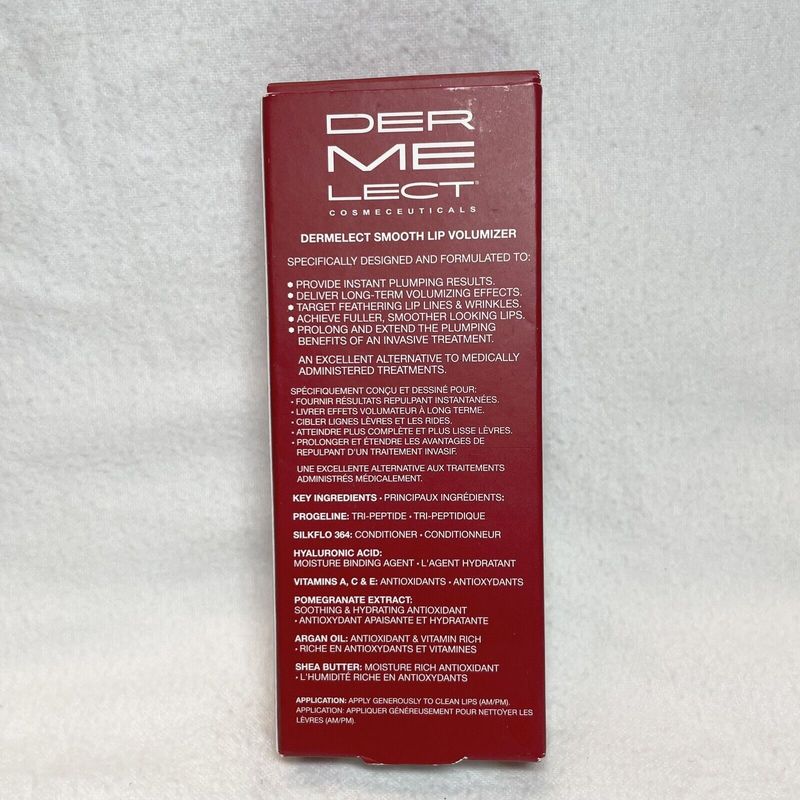 DER
ME
LECT®
COSMECEUTICALS
DERMELECT SMOOTH LIP VOLUMIZER
SPECIFICALLY DESIGNED AND FORMULATED TO:
• PROVIDE INSTANT PLUMPING RESULTS.
• DELIVER LONG-TERM VOLUMIZING EFFECTS.
• TARGET FEATHERING LIP LINES & WRINKLES.
• ACHIEVE FULLER, SMOOTHER LOOKING LIPS.
• PROLONG AND EXTEND THE PLUMPING
BENEFITS OF AN INVASIVE TREATMENT.
AN EXCELLENT ALTERNATIVE TO MEDICALLY
ADMINISTERED TREATMENTS.
SPÉCIFIQUEMENT CONÇU ET DESSINÉ POUR:
• FOURNIR RÉSULTATS REPULPANT INSTANTANÉES.
• LIVRER EFFETS VOLUMATEUR À LONG TERME.
• CIBLER LIGNES LÈVRES ET LES RIDES.
• ATTEINDRE PLUS COMPLÈTE ET PLUS LISSE LÈVRES.
• PROLONGER ET ÉTENDRE LES AVANTAGES DE
REPULPANT D'UN TRAITEMENT INVASIF.
UNE EXCELLENTE ALTERNATIVE AUX TRAITEMENTS
ADMINISTRÉS MÉDICALEMENT.
KEY INGREDIENTS • PRINCIPAUX INGRÉDIENTS:
PROGELINE: TRI-PEPTIDE • TRI-PEPTIDIQUE
SILKFLO 364: CONDITIONER • CONDITIONNEUR
HYALURONIC ACID:
MOISTURE BINDING AGENT • L'AGENT HYDRATANT
VITAMINS A, C & E: ANTIOXIDANTS • ANTIOXYDANTS
POMEGRANATE EXTRACT:
SOOTHING & HYDRATING ANTIOXIDANT
• ANTIOXYDANT APAISANTE ET HYDRATANTE
ARGAN OIL: ANTIOXIDANT & VITAMIN RICH
• RICHE EN ANTIOXYDANTS ET VITAMINES
SHEA BUTTER: MOISTURE RICH ANTIOXIDANT
• L'HUMIDITÉ RICHE EN ANTIOXYDANTS
APPLICATION: APPLY GENEROUSLY TO CLEAN LIPS (AM/PM).
APPLICATION: APPLIQUER GÉNÉREUSEMENT POUR NETTOYER LES
LÈVRES (AM/PM).